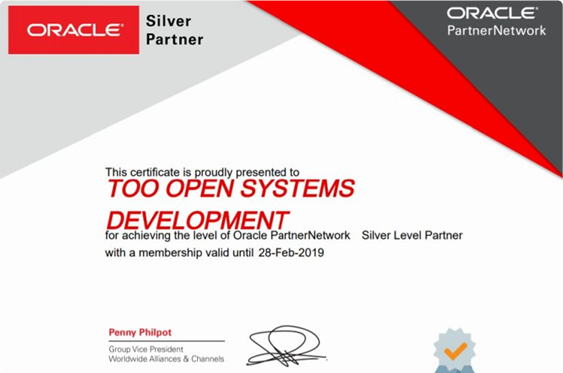 ORACLE®
Silver
Partner
ORACLE®
PartnerNetwork
This certificate is proudly presented to
TOO OPEN SYSTEMS
DEVELOPMENT
for achieving the level of Oracle PartnerNetwork Silver Level Partner
with a membership valid until 28-Feb-2019
Penny Philpot
Group Vice President
Worldwide Alliances & Channels